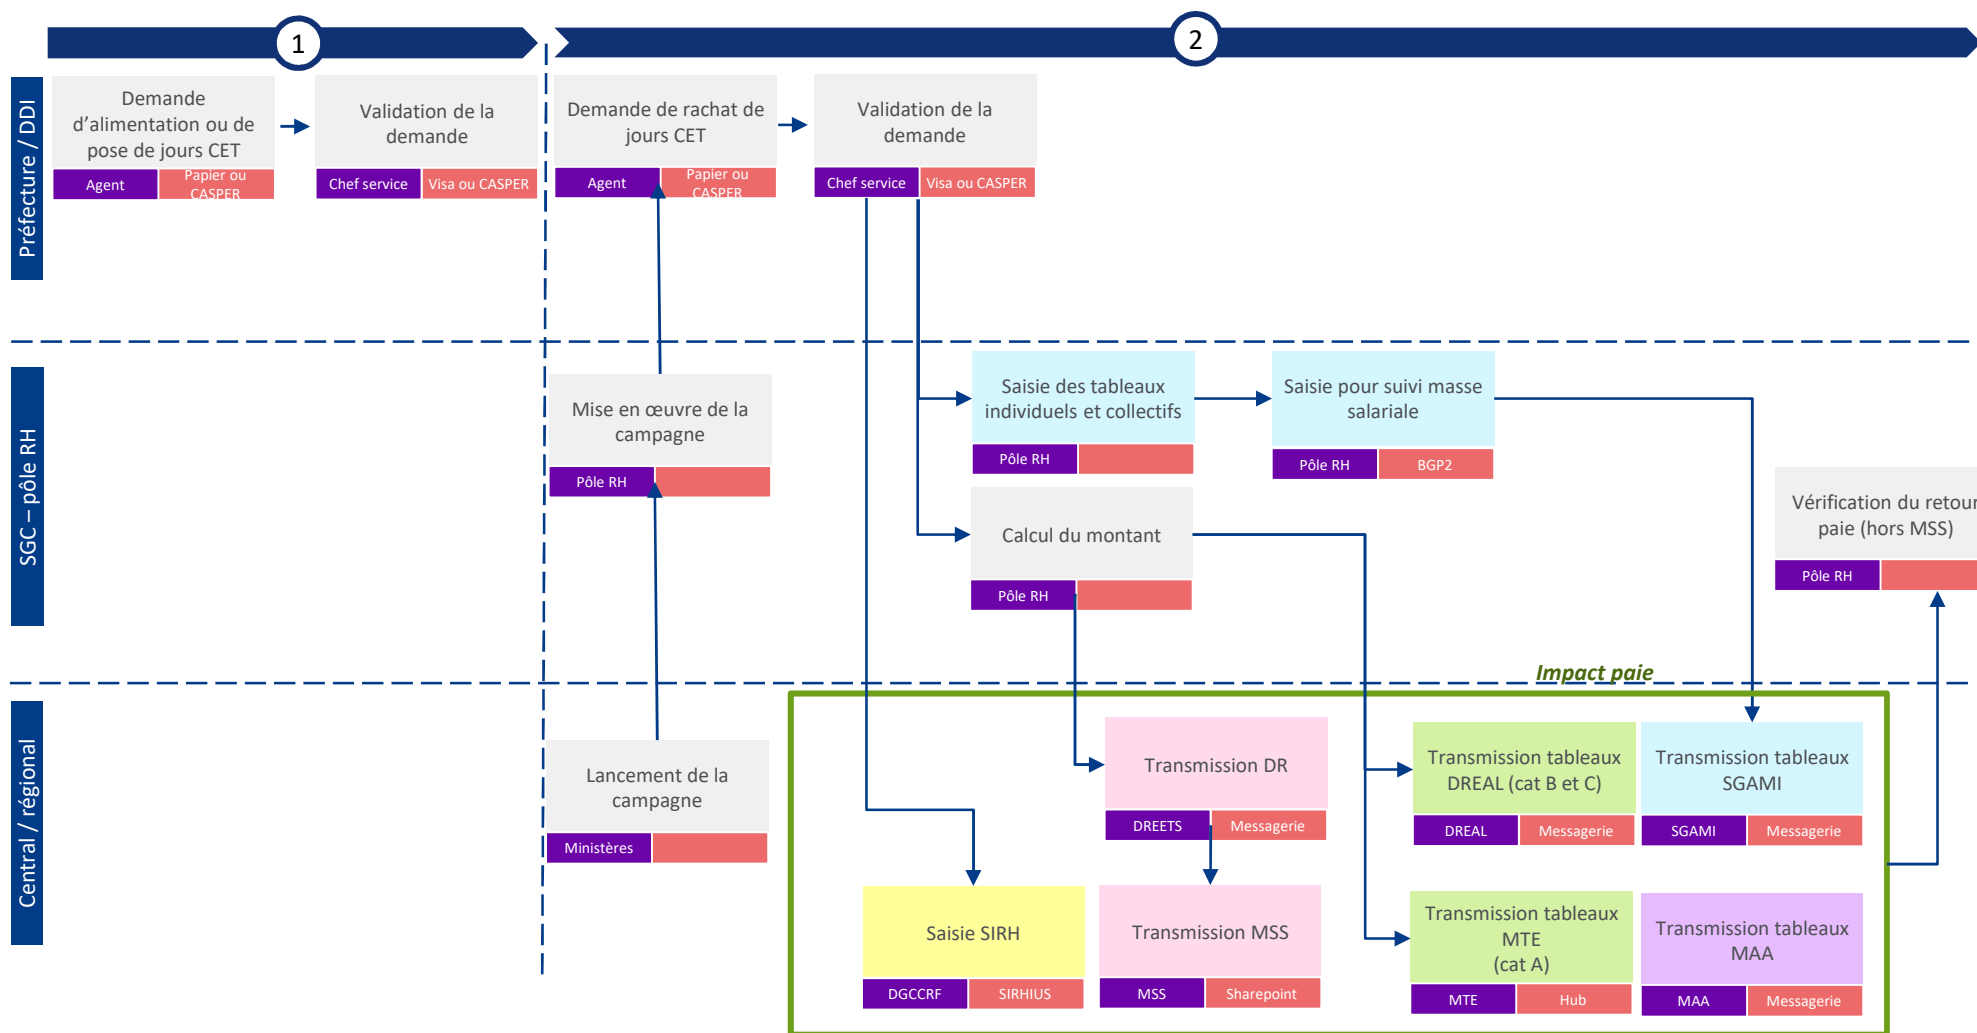 1
2
Préfecture / DDI
Demande
d’alimentation ou de
pose de jours CET
Agent
Papier ou
CASPER
Validation de la
demande
Chef service
Visa ou CASPER
Demande de rachat de
jours CET
Agent
Papier ou
CASPER
Validation de la
demande
Chef service
Visa ou CASPER
SGC – pôle RH
Mise en œuvre de la
campagne
Pôle RH
Saisie des tableaux
individuels et collectifs
Pôle RH
Saisie pour suivi masse
salariale
Pôle RH
BGP2
Calcul du montant
Pôle RH
Vérification du retour
paie (hors MSS)
Pôle RH
Central / régional
Impact paie
Lancement de la
campagne
Ministères
Transmission DR
DREETS
Messagerie
Transmission tableaux
DREAL (cat B et C)
DREAL
Messagerie
Transmission tableaux
SGAMI
SGAMI
Messagerie
Saisie SIRH
DGCCRF
SIRHIUS
Transmission MSS
MSS
Sharepoint
Transmission tableaux
MTE
(cat A)
MTE
Hub
Transmission tableaux
MAA
MAA
Messagerie